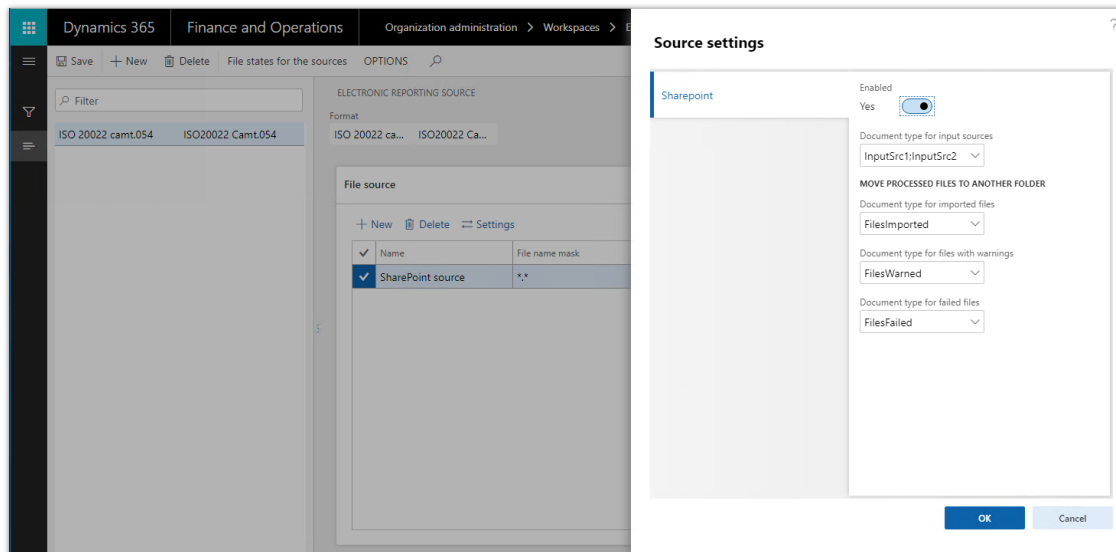 Dynamics 365 Finance and Operations Organization administration > Workspaces > E
Save + New Delete File states for the sources OPTIONS
Filter
ISO 20022 camt.054 ISO20022 Camt.054
ELECTRONIC REPORTING SOURCE
Format
ISO 20022 ca... ISO20022 Ca...
File source
+ New Delete Settings
Name File name mask
SharePoint source *.*
?
Source settings
Sharepoint
Enabled
Yes
Document type for input sources
InputSrc1;InputSrc2
MOVE PROCESSED FILES TO ANOTHER FOLDER
Document type for imported files
FilesImported
Document type for files with warnings
FilesWarned
Document type for failed files
FilesFailed
OK Cancel